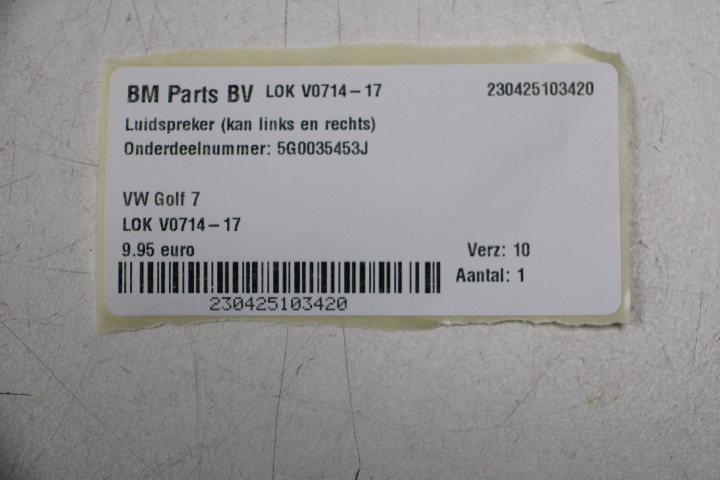 BM Parts BV LOK V0714-17 230425103420
Luidspreker (kan links en rechts)
Onderdeelnummer: 5G0035453J
VW Golf 7
LOK V0714-17
9.95 euro Verz: 10
Aantal: 1
230425103420